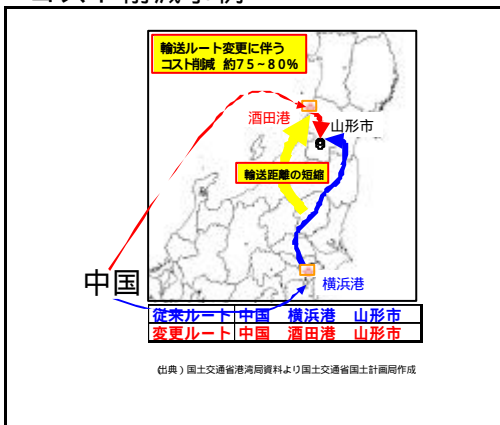 輸送ルート変更に伴う
コスト削減 約75~80%
酒田港
山形市
輸送距離の短縮
中国
横浜港
従来ルート 中国 横浜港 山形市
変更ルート 中国 酒田港 山形市
(出典)国土交通省港湾局資料より国土交通省国土計画局作成